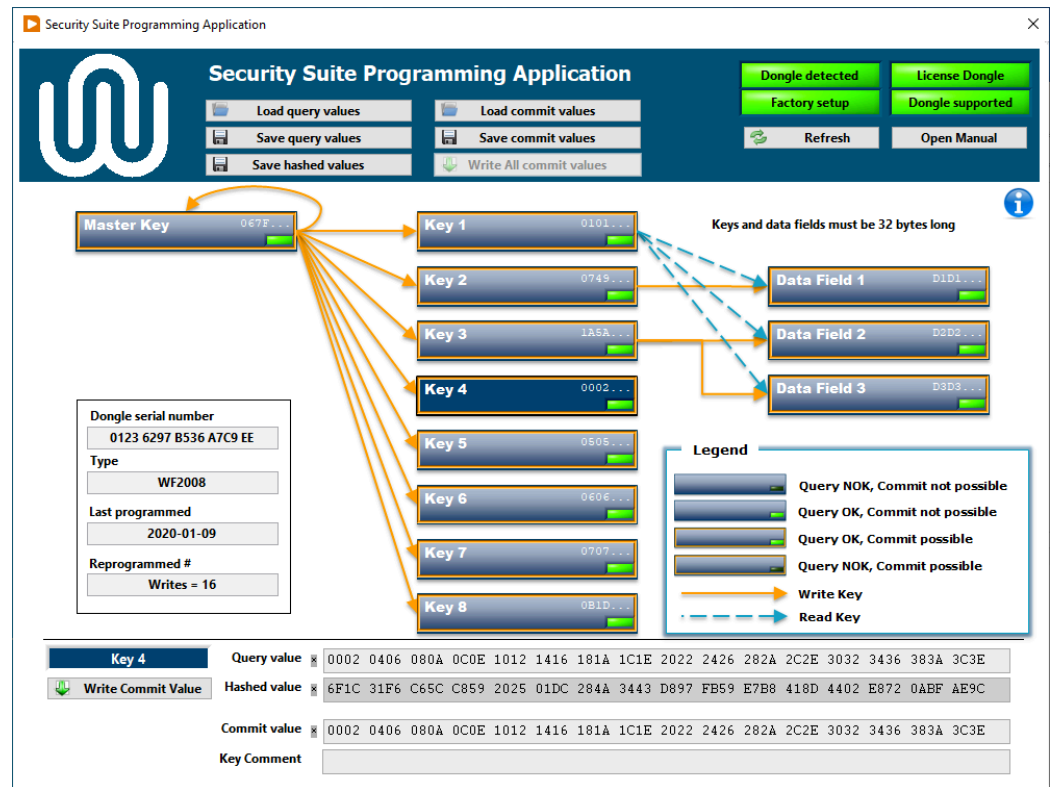 Security Suite Programming Application
Security Suite Programming Application
Load query values
Load commit values
Save query values
Save commit values
Save hashed values
Write All commit values
Dongle detected
License Dongle
Factory setup
Dongle supported
Refresh
Open Manual
Master Key 067F...
Key 1 0101...
Keys and data fields must be 32 bytes long
Key 2 0749...
Data Field 1 D1D1...
Key 3 1A5A...
Data Field 2 D2D2...
Key 4 0002...
Data Field 3 D3D3...
Key 5 0505...
Key 6 0606...
Key 7 0707...
Key 8 0B1D...
Dongle serial number
0123 6297 B536 A7C9 EE
Type
WF2008
Last programmed
2020-01-09
Reprogrammed #
Writes = 16
Legend
Query NOK, Commit not possible
Query OK, Commit not possible
Query OK, Commit possible
Query NOK, Commit possible
Write Key
Read Key
Key 4
Write Commit Value
Query value × 0002 0406 080A 0C0E 1012 1416 181A 1C1E 2022 2426 282A 2C2E 3032 3436 383A 3C3E
Hashed value × 6F1C 31F6 C65C C859 2025 01DC 284A 3443 D897 FB59 E7B8 418D 4402 E872 0ABF AE9C
Commit value × 0002 0406 080A 0C0E 1012 1416 181A 1C1E 2022 2426 282A 2C2E 3032 3436 383A 3C3E
Key Comment